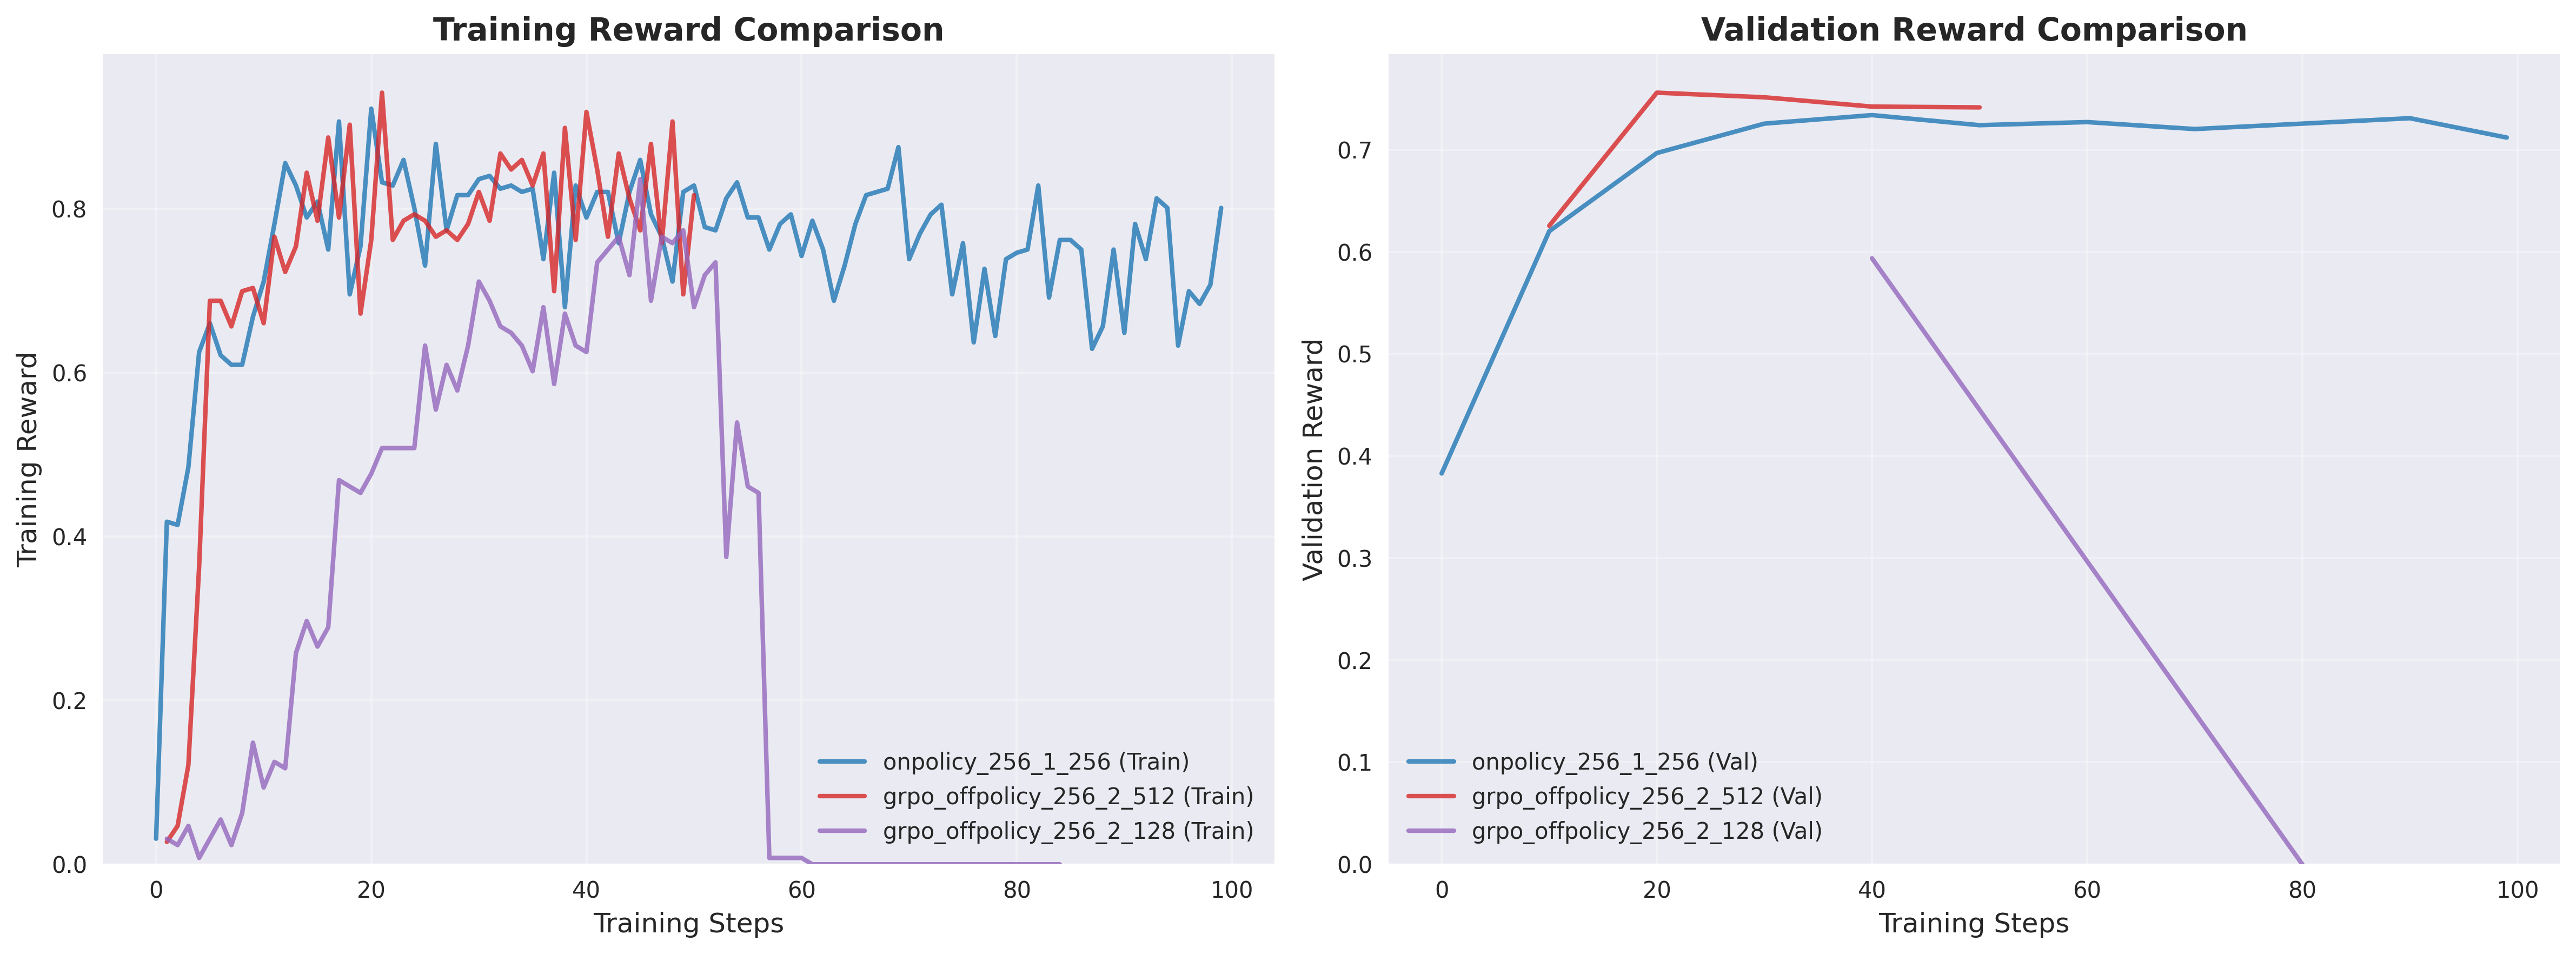 Training Reward Comparison
Training Reward
0.8
0.6
0.4
0.2
0.0
onpolicy_256_1_256 (Train)
grpo_offpolicy_256_2_512 (Train)
grpo_offpolicy_256_2_128 (Train)
0 20 40 60 80 100
Training Steps
Validation Reward Comparison
Validation Reward
0.7
0.6
0.5
0.4
0.3
0.2
0.1
0.0
onpolicy_256_1_256 (Val)
grpo_offpolicy_256_2_512 (Val)
grpo_offpolicy_256_2_128 (Val)
0 20 40 60 80 100
Training Steps